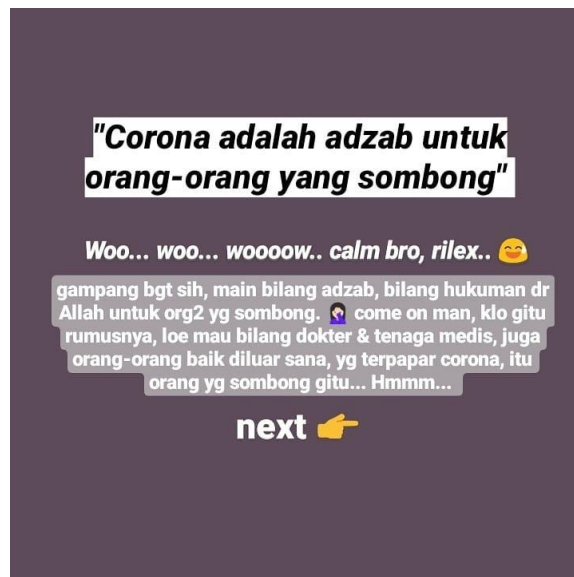 "Corona adalah adzab untuk
orang-orang yang sombong"
Woo... woo... woooow.. calm bro, rilex.. 😅
gampang bgt sih, main bilang adzab, bilang hukuman dr
Allah untuk org2 yg sombong. 🤦🏻‍♀️ come on man, klo gitu
rumusnya, loe mau bilang dokter & tenaga medis, juga
orang-orang baik diluar sana, yg terpapar corona, itu
orang yg sombong gitu... Hmmm...
next 👉